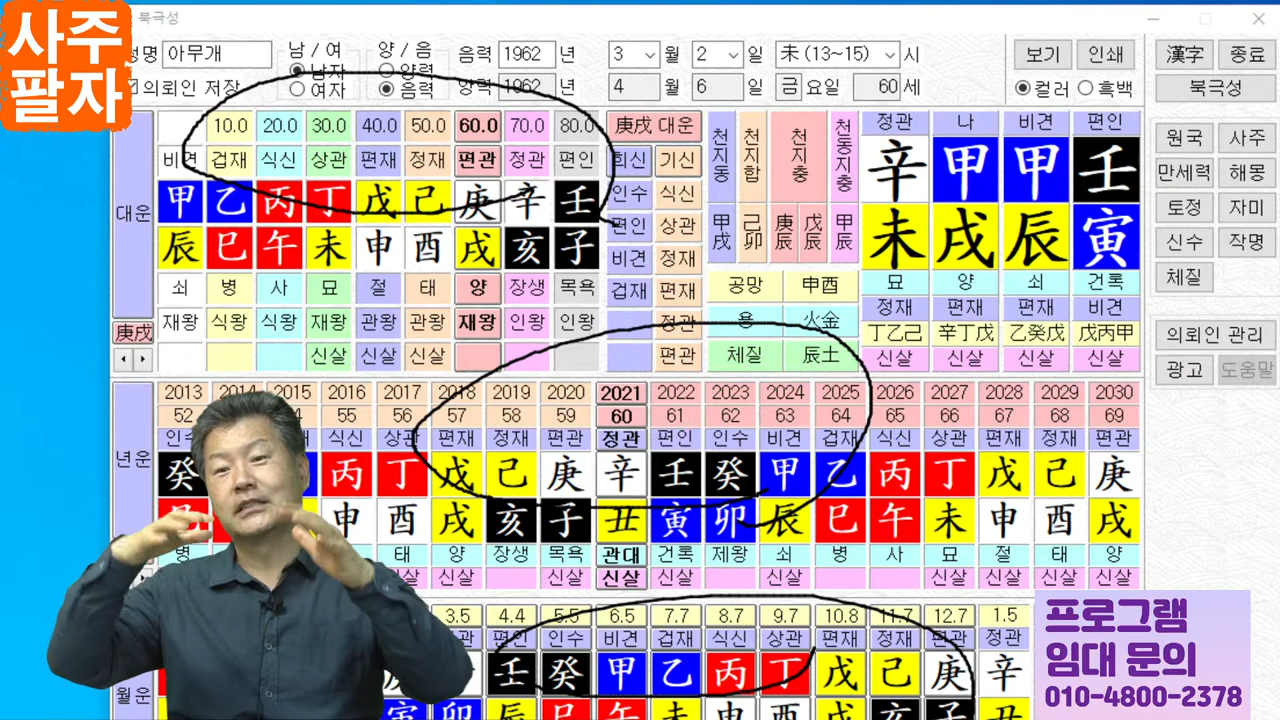 사주
팔자
북극성
성명 아무개 남 / 여 양 / 음 음력 1962 년 3 월 2 일 未 (13~15) 시 보기 인쇄 漢字 종료
의뢰인 저장 남자 여자 양력 음력 양력 1962 년 4 월 6 일 금 요일 60 세 컬러 흑백 북극성
대운
10.0 20.0 30.0 40.0 50.0 60.0 70.0 80.0 庚戌 대운
비견 겁재 식신 상관 편재 정재 편관 정관 편인 희신 기신
甲 乙 丙 丁 戊 己 庚 辛 壬 인수 식신
辰 巳 午 未 申 酉 戌 亥 子 편인 상관
비견 정재
쇠 병 사 묘 절 태 양 장생 목욕 겁재 편재
재왕 식왕 식왕 재왕 관왕 관왕 재왕 인왕 인왕 정관
庚戌 신살 신살 신살 편관
천지동 천지합 천지충 천동지충
甲戌 己卯 庚辰 戊辰 甲辰
공망 申酉
용 火金
체질 辰土
정관 나 비견 편인
辛 甲 甲 壬
未 戌 辰 寅
묘 양 쇠 건록
정재 편재 편재 비견
丁乙己 辛丁戊 乙癸戊 戊丙甲
신살 신살 신살 신살
원국 사주
만세력 해몽
토정 자미
신수 작명
체질
의뢰인 관리
광고 도움말
년운
2013 2014 2015 2016 2017 2018 2019 2020 2021 2022 2023 2024 2025 2026 2027 2028 2029 2030
52 55 56 57 58 59 60 61 62 63 64 65 66 67 68 69
인수 식신 상관 편재 정재 편관 정관 편인 인수 비견 겁재 식신 상관 편재 정재 편관
癸 丙 丁 戊 己 庚 辛 壬 癸 甲 乙 丙 丁 戊 己 庚
申 酉 戌 亥 子 丑 寅 卯 辰 巳 午 未 申 酉 戌
병 태 양 장생 목욕 관대 건록 제왕 쇠 병 사 묘 절 태 양
신살 신살 신살 신살 신살 신살 신살 신살 신살 신살
월운
3.5 4.4 5.5 6.5 7.7 8.7 9.7 10.8 11.7 12.7 1.5
편관 편인 인수 비견 겁재 식신 상관 편재 정재 편관 정관
壬 癸 甲 乙 丙 丁 戊 己 庚 辛
寅 卯 辰 巳 午 未 申 酉 戌 亥 子 丑
프로그램
임대 문의
010-4800-2378